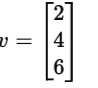 v = [2
4
6]